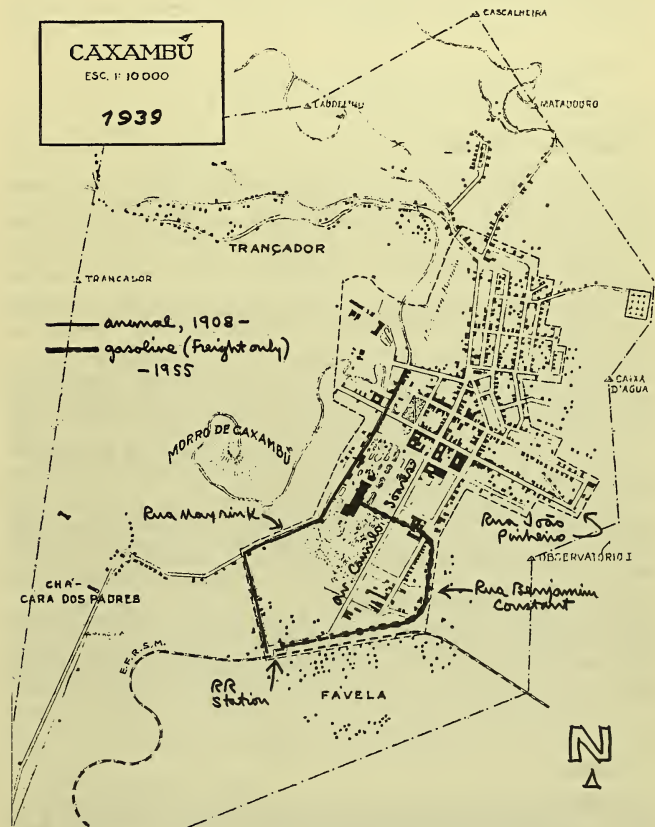 CASCALHEIRA
CAXAMBÚ
ESC. 1:10 000
1939
MATADOURO
TRANÇADOR
TRANCADOR
animal, 1908-
gasoline (Freight only)
-1955
CAIXA
D'AGUA
MORRO DE CAXAMBÚ
Rua Mayrink
Av Camilo Soares
Rua João
Pinheiro
OBSERVATÓRIO I
CHÁ-
CARA DOS PADRES
Rua Benjamim
Constant
E.F.R.S.M.
RR
Station
FAVELA
N